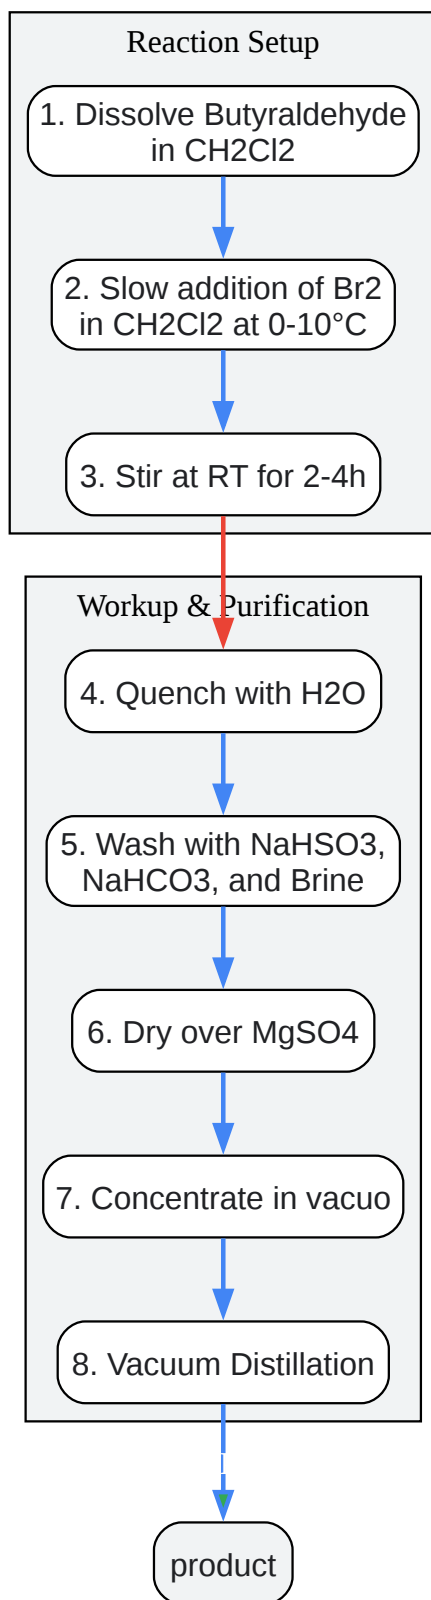 Reaction Setup
1. Dissolve Butyraldehyde
in CH2Cl2
2. Slow addition of Br2
in CH2Cl2 at 0-10°C
3. Stir at RT for 2-4h
Workup & Purification
4. Quench with H2O
5. Wash with NaHSO3,
NaHCO3, and Brine
6. Dry over MgSO4
7. Concentrate in vacuo
8. Vacuum Distillation
product